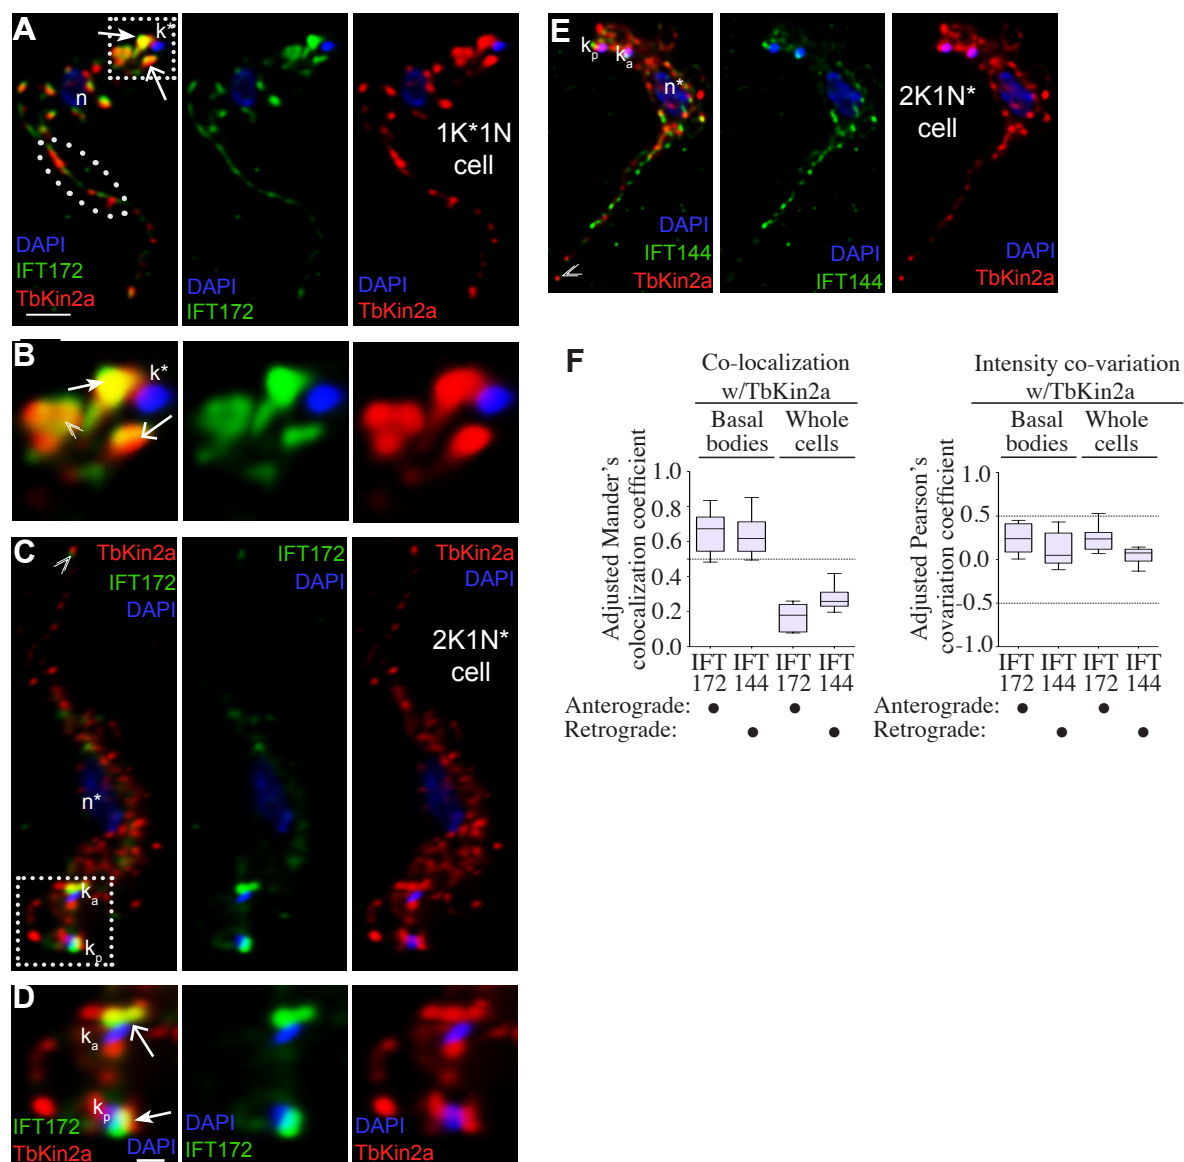 A
k*
n
DAPI
IFT172
TbKin2a
DAPI
IFT172
1K*1N
cell
DAPI
TbKin2a
B
k*
C
TbKin2a
IFT172
DAPI
n*
ka
kp
IFT172
DAPI
TbKin2a
DAPI
2K1N*
cell
D
ka
kp
IFT172
TbKin2a
DAPI
DAPI
IFT172
DAPI
TbKin2a
E
kp
ka
n*
DAPI
IFT144
TbKin2a
DAPI
IFT144
2K1N*
cell
DAPI
TbKin2a
F
Co-localization
w/TbKin2a
Basal
bodies
Whole
cells
Adjusted Mander's
colocalization coefficient
1.0
0.8
0.6
0.4
0.2
0.0
IFT IFT IFT IFT
172 144 172 144
Anterograde:
Retrograde:
Intensity co-variation
w/TbKin2a
Basal
bodies
Whole
cells
Adjusted Pearson's
covariation coefficient
1.0
0.5
0.0
-0.5
-1.0
IFT IFT IFT IFT
172 144 172 144
Anterograde:
Retrograde: